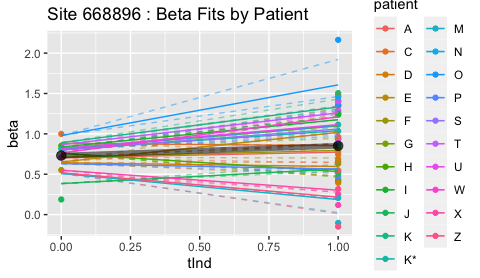 Site 668896 : Beta Fits by Patient
patient
beta
2.0
1.5
1.0
0.5
0.0
0.00 0.25 0.50 0.75 1.00
tInd
A M
C N
D O
E P
F S
G T
H U
I W
J X
K Z
K*